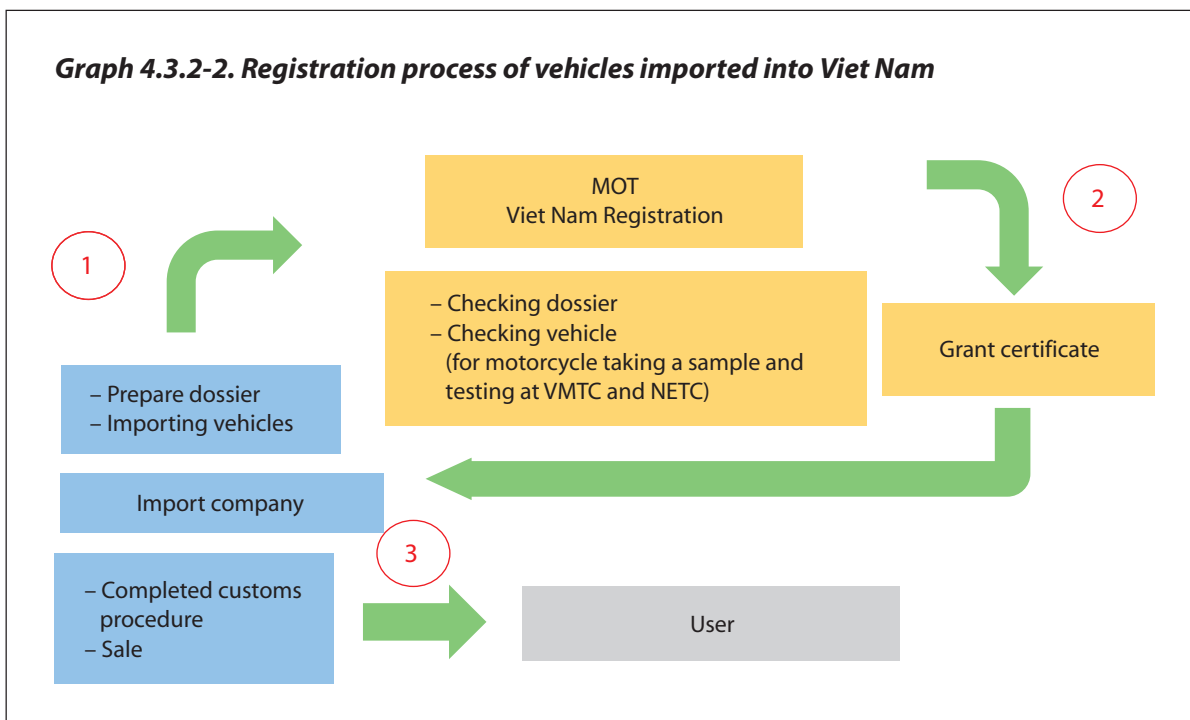 Graph 4.3.2-2. Registration process of vehicles imported into Viet Nam
MOT
Viet Nam Registration
2
1
– Checking dossier
– Checking vehicle
(for motorcycle taking a sample and
testing at VMTC and NETC)
Grant certificate
– Prepare dossier
– Importing vehicles
Import company
3
– Completed customs
procedure
– Sale
User